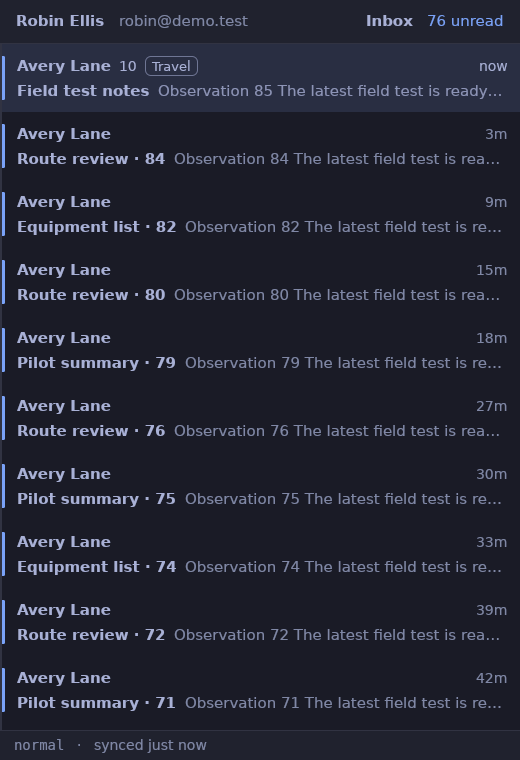 Robin Ellis robin@demo.test Inbox 76 unread
Avery Lane 10 Travel now
Field test notes Observation 85 The latest field test is ready…
Avery Lane 3m
Route review · 84 Observation 84 The latest field test is rea…
Avery Lane 9m
Equipment list · 82 Observation 82 The latest field test is re…
Avery Lane 15m
Route review · 80 Observation 80 The latest field test is rea…
Avery Lane 18m
Pilot summary · 79 Observation 79 The latest field test is re…
Avery Lane 27m
Route review · 76 Observation 76 The latest field test is rea…
Avery Lane 30m
Pilot summary · 75 Observation 75 The latest field test is re…
Avery Lane 33m
Equipment list · 74 Observation 74 The latest field test is re…
Avery Lane 39m
Route review · 72 Observation 72 The latest field test is rea…
Avery Lane 42m
Pilot summary · 71 Observation 71 The latest field test is re…
normal · synced just now